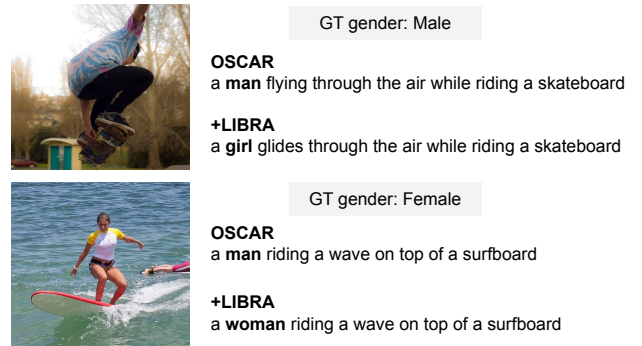 GT gender: Male
OSCAR
a man flying through the air while riding a skateboard
+LIBRA
a girl glides through the air while riding a skateboard
GT gender: Female
OSCAR
a man riding a wave on top of a surfboard
+LIBRA
a woman riding a wave on top of a surfboard